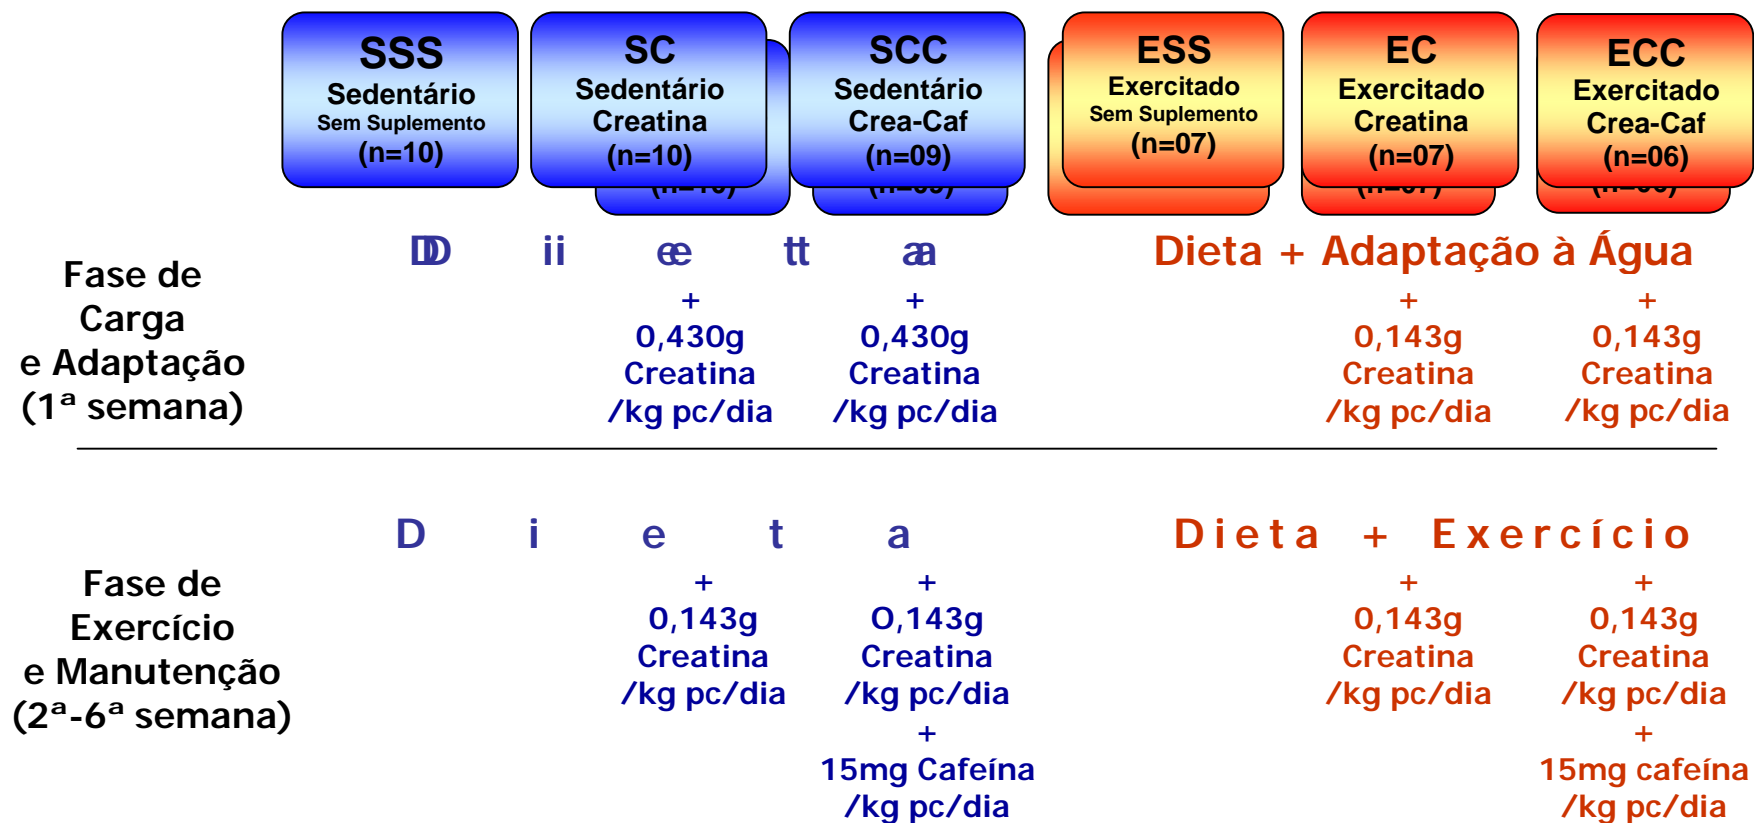 SSS
Sedentário
Sem Suplemento
(n=10)
SC
Sedentário
Creatina
(n=10)
(n=10)
SCC
Sedentário
Crea-Caf
(n=09)
(n=09)
ESS
Exercitado
Sem Suplemento
(n=07)
EC
Exercitado
Creatina
(n=07)
(n=07)
ECC
Exercitado
Crea-Caf
(n=06)
(n=06)
Fase de
Carga
e Adaptação
(1ª semana)
D i e t a
Dieta + Adaptação à Água
+
0,430g
Creatina
/kg pc/dia
+
0,430g
Creatina
/kg pc/dia
+
0,143g
Creatina
/kg pc/dia
+
0,143g
Creatina
/kg pc/dia
Fase de
Exercício
e Manutenção
(2ª-6ª semana)
D i e t a
Dieta + Exercício
+
0,143g
Creatina
/kg pc/dia
+
O,143g
Creatina
/kg pc/dia
+
15mg Cafeína
/kg pc/dia
+
0,143g
Creatina
/kg pc/dia
+
0,143g
Creatina
/kg pc/dia
+
15mg cafeína
/kg pc/dia